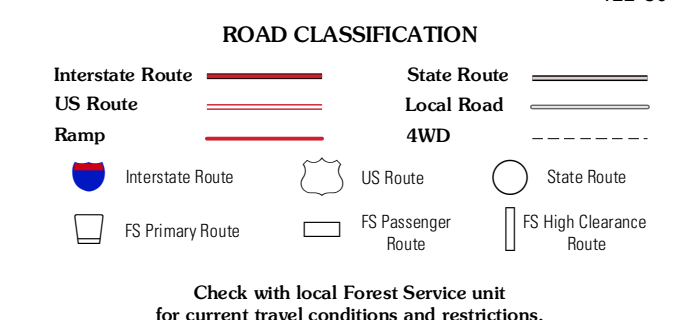 ROAD CLASSIFICATION
Interstate Route
State Route
US Route
Local Road
Ramp
4WD
Interstate Route
US Route
State Route
FS Primary Route
FS Passenger
Route
FS High Clearance
Route
Check with local Forest Service unit
for current travel conditions and restrictions.